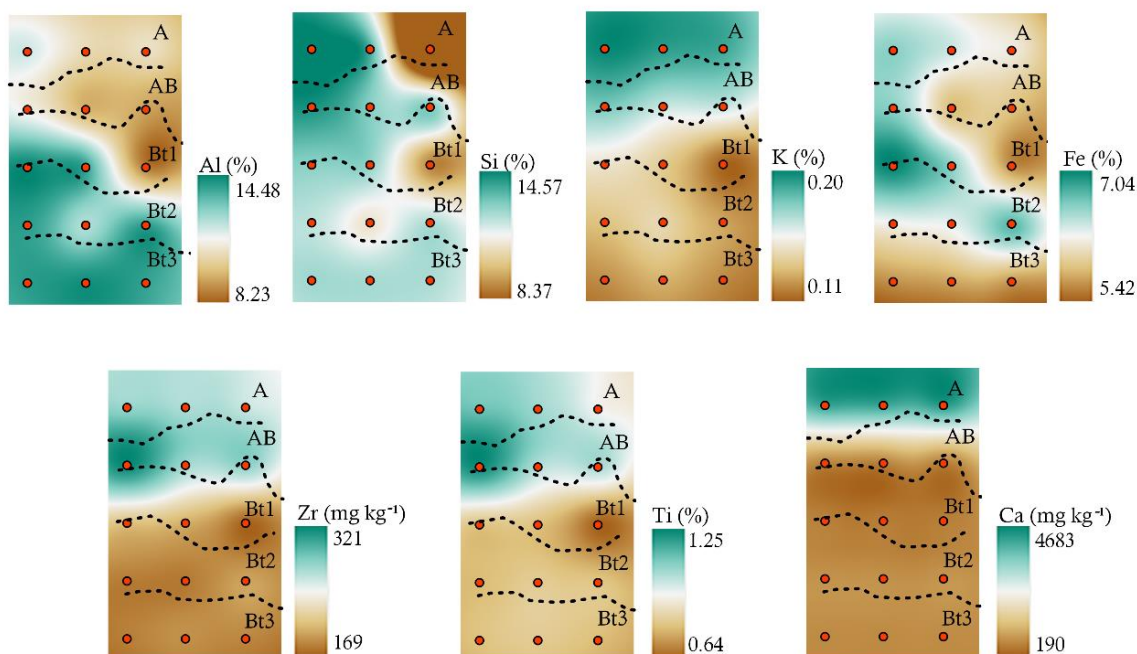 A
AB
Bt1
Bt2
Bt3
Al (%)
14.48
8.23
A
AB
Bt1
Bt2
Bt3
Si (%)
14.57
8.37
A
AB
Bt1
Bt2
Bt3
K (%)
0.20
0.11
A
AB
Bt1
Bt2
Bt3
Fe (%)
7.04
5.42
A
AB
Bt1
Bt2
Bt3
Zr (mg kg⁻¹)
321
169
A
AB
Bt1
Bt2
Bt3
Ti (%)
1.25
0.64
A
AB
Bt1
Bt2
Bt3
Ca (mg kg⁻¹)
4683
190